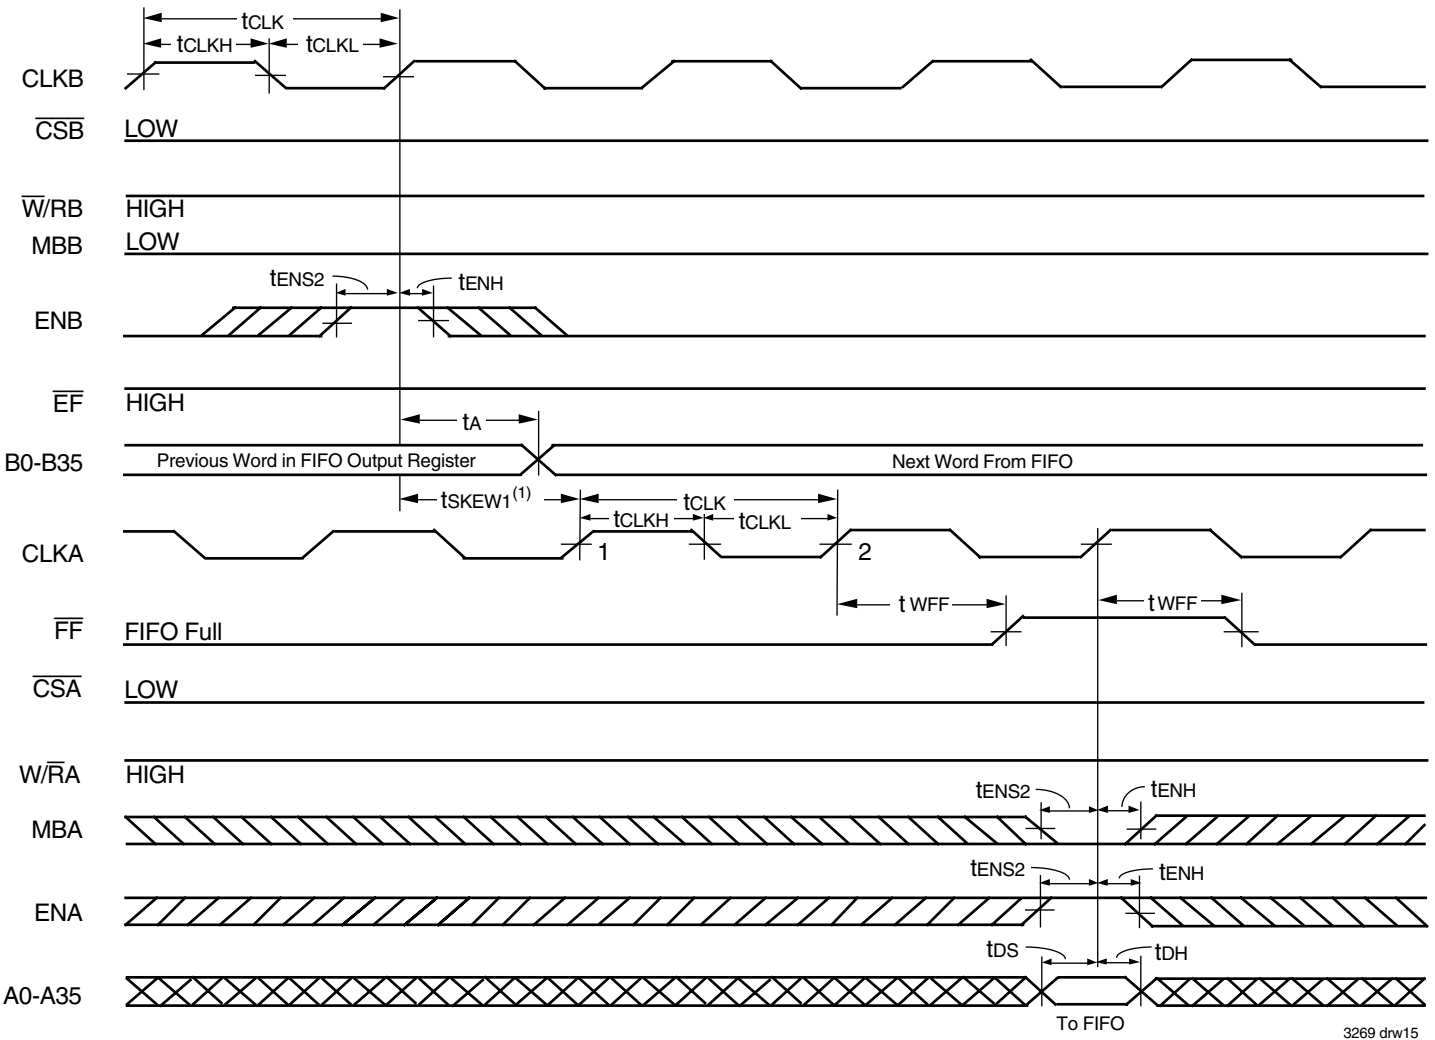 tCLK
tCLKH tCLKL
CLKB
CSB LOW
W/RB HIGH
MBB LOW
tENS2 tENH
ENB
EF HIGH
tA
B0-B35 Previous Word in FIFO Output Register Next Word From FIFO
tSKEW1(1) tCLK
tCLKH tCLKL
CLKA 1 2
tWFF tWFF
FF FIFO Full
CSA LOW
W/RA HIGH
tENS2 tENH
MBA
tENS2 tENH
ENA
tDS tDH
A0-A35
To FIFO
3269 drw15